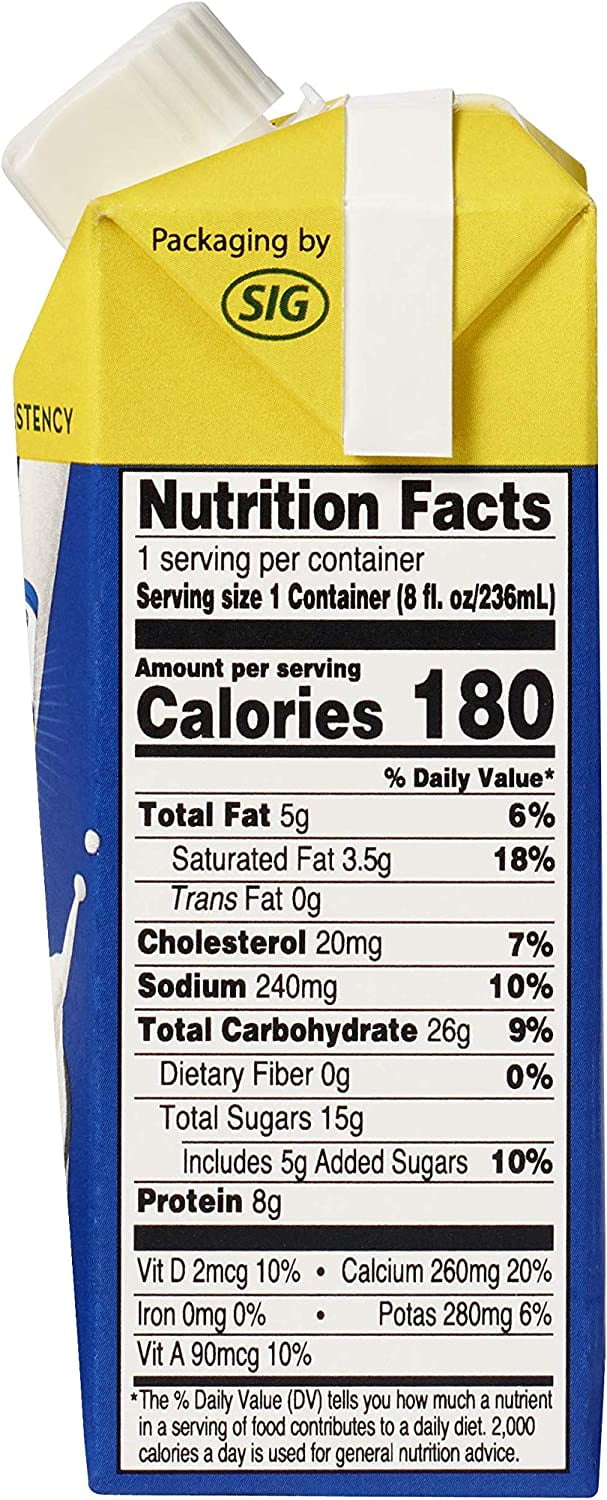 Packaging by
SIG
Nutrition Facts
1 serving per container
Serving size 1 Container (8 fl. oz/236mL)
Amount per serving
Calories 180
% Daily Value*
Total Fat 5g 6%
Saturated Fat 3.5g 18%
Trans Fat 0g
Cholesterol 20mg 7%
Sodium 240mg 10%
Total Carbohydrate 26g 9%
Dietary Fiber 0g 0%
Total Sugars 15g
Includes 5g Added Sugars 10%
Protein 8g
Vit D 2mcg 10% • Calcium 260mg 20%
Iron 0mg 0% • Potas 280mg 6%
Vit A 90mcg 10%
*The % Daily Value (DV) tells you how much a nutrient
in a serving of food contributes to a daily diet. 2,000
calories a day is used for general nutrition advice.